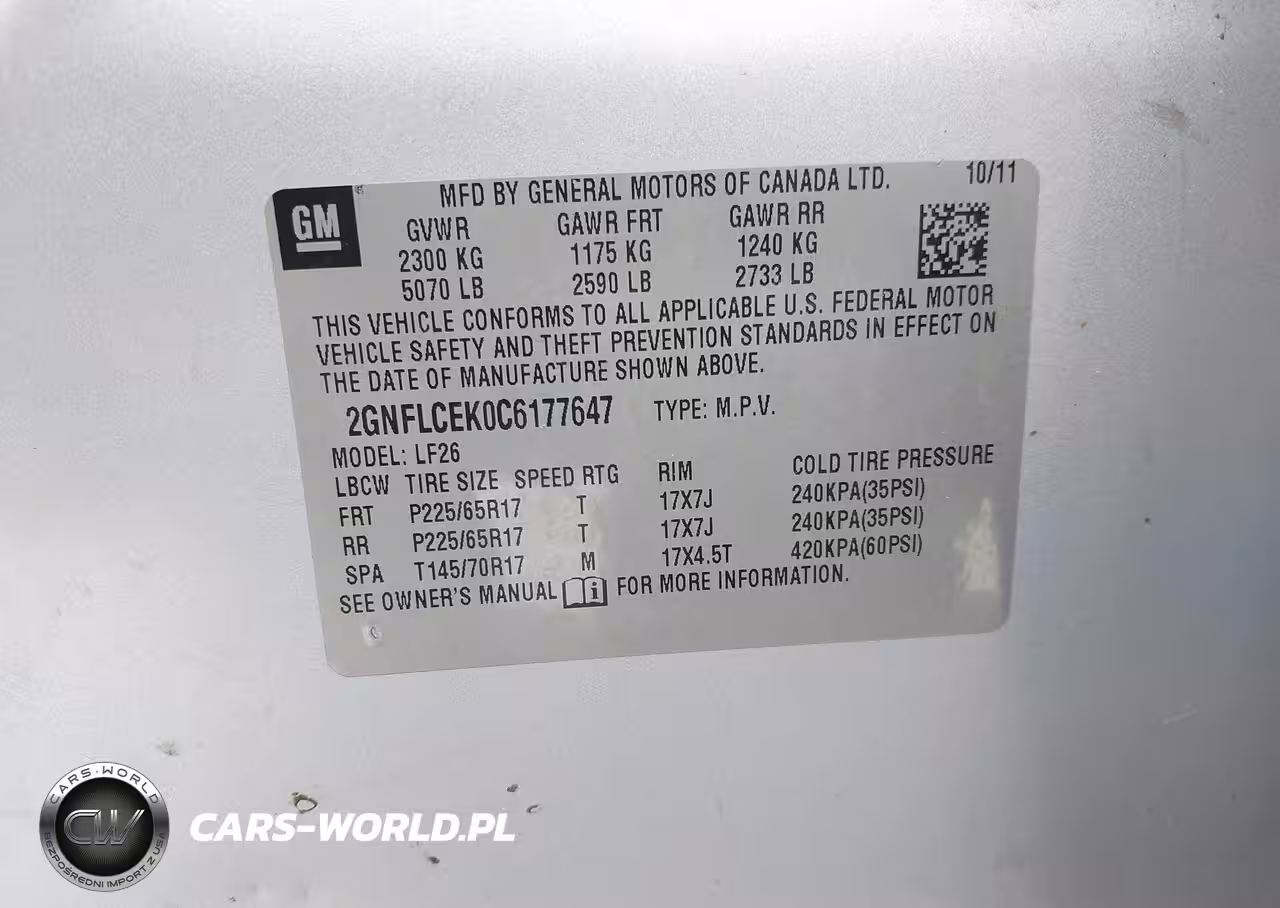 GM
MFD BY GENERAL MOTORS OF CANADA LTD. 10/11
GVWR GAWR FRT GAWR RR
2300 KG 1175 KG 1240 KG
5070 LB 2590 LB 2733 LB
THIS VEHICLE CONFORMS TO ALL APPLICABLE U.S. FEDERAL MOTOR
VEHICLE SAFETY AND THEFT PREVENTION STANDARDS IN EFFECT ON
THE DATE OF MANUFACTURE SHOWN ABOVE.
2GNFLCEK0C6177647 TYPE: M.P.V.
MODEL: LF26
LBCW TIRE SIZE SPEED RTG RIM COLD TIRE PRESSURE
FRT P225/65R17 T 17X7J 240KPA(35PSI)
RR P225/65R17 T 17X7J 240KPA(35PSI)
SPA T145/70R17 M 17X4.5T 420KPA(60PSI)
SEE OWNER'S MANUAL i FOR MORE INFORMATION.
CARS-WORLD
CW
BEZPOŚREDNI IMPORT Z USA
CARS-WORLD.PL